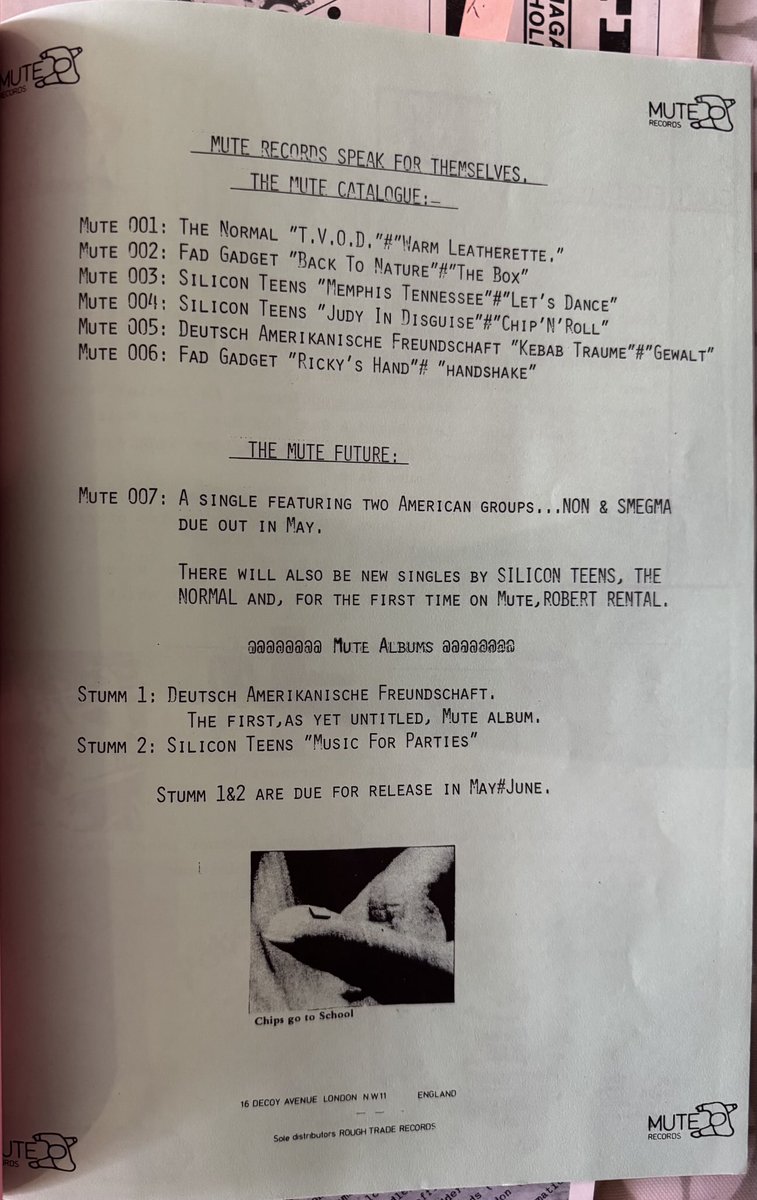 AGA
HOL
MUTE
RECORDS
MUTE
RECORDS
MUTE RECORDS SPEAK FOR THEMSELVES.
THE MUTE CATALOGUE:-
MUTE 001: THE NORMAL "T.V.O.D."#"WARM LEATHERETTE."
MUTE 002: FAD GADGET "BACK TO NATURE"#"THE BOX"
MUTE 003: SILICON TEENS "MEMPHIS TENNESSEE"#"LET'S DANCE"
MUTE 004: SILICON TEENS "JUDY IN DISGUISE"#"CHIP'N'ROLL"
MUTE 005: DEUTSCH AMERIKANISCHE FREUNDSCHAFT "KEBAB TRAUME"#"GEWALT"
MUTE 006: FAD GADGET "RICKY'S HAND"# "HANDSHAKE"
THE MUTE FUTURE:
MUTE 007: A SINGLE FEATURING TWO AMERICAN GROUPS...NON & SMEGMA
DUE OUT IN MAY.
THERE WILL ALSO BE NEW SINGLES BY SILICON TEENS, THE
NORMAL AND, FOR THE FIRST TIME ON MUTE,ROBERT RENTAL.
@@@@@@@@ MUTE ALBUMS @@@@@@@@
STUMM 1: DEUTSCH AMERIKANISCHE FREUNDSCHAFT.
THE FIRST,AS YET UNTITLED, MUTE ALBUM.
STUMM 2: SILICON TEENS "MUSIC FOR PARTIES"
STUMM 1&2 ARE DUE FOR RELEASE IN MAY#JUNE.
Chips go to School
16 DECOY AVENUE LONDON NW11 ENGLAND
Sole distributors ROUGH TRADE RECORDS
UTE
RDS
MUTE
RECORDS